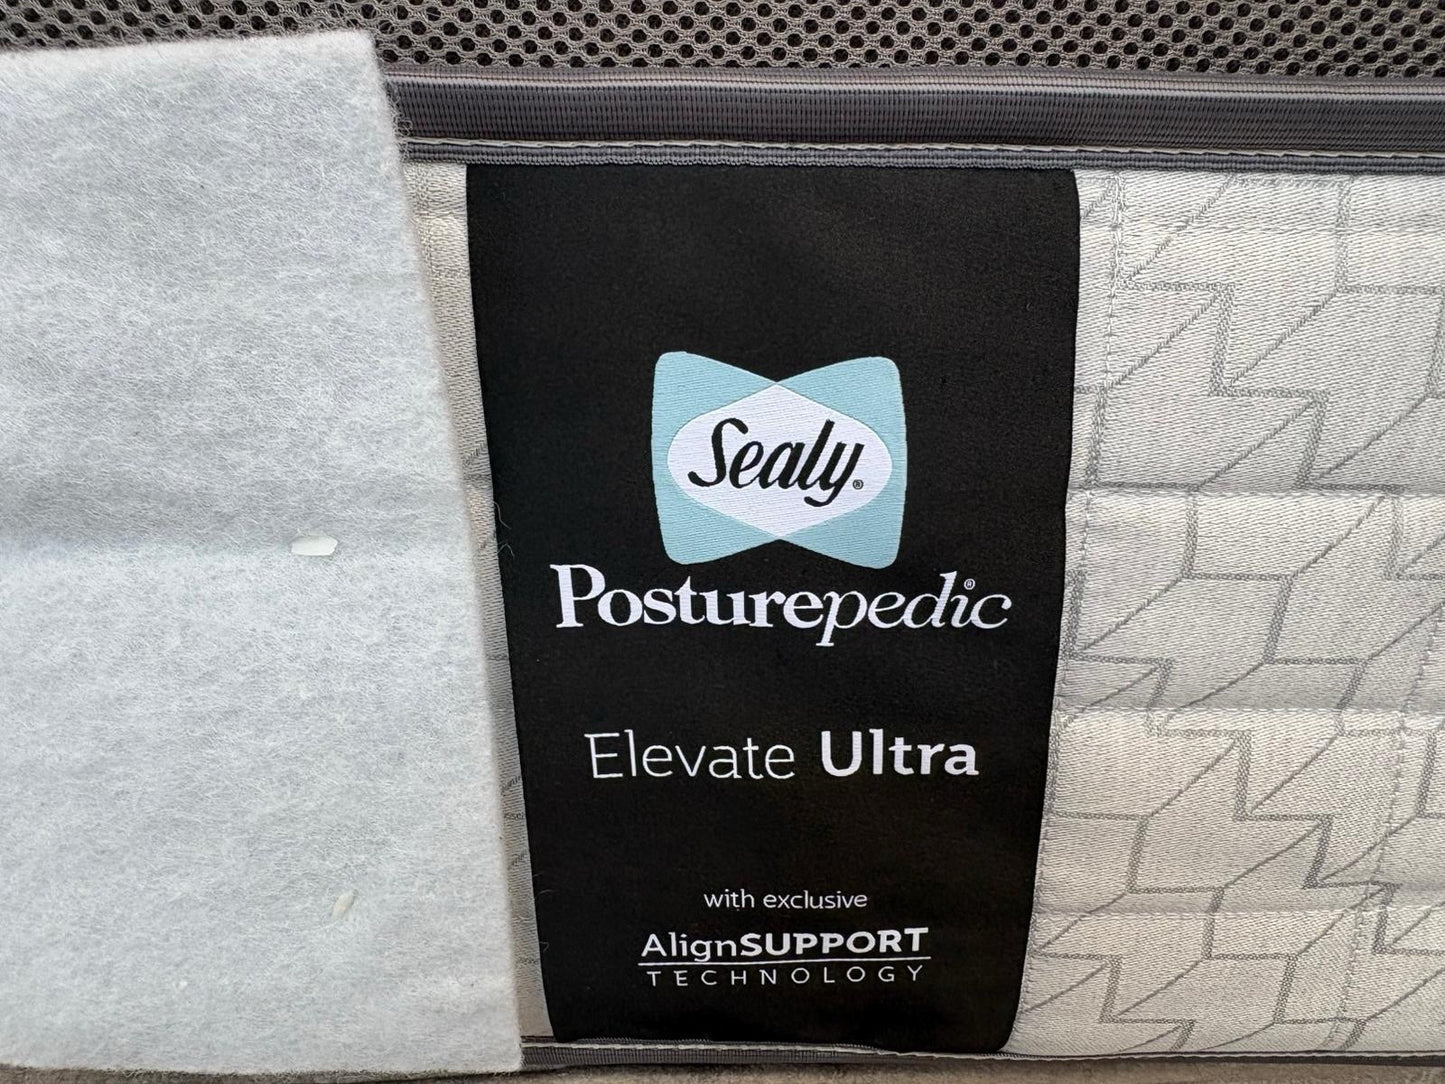 Sealy®
Posturepedic®
Elevate Ultra
with exclusive
AlignSUPPORT
TECHNOLOGY